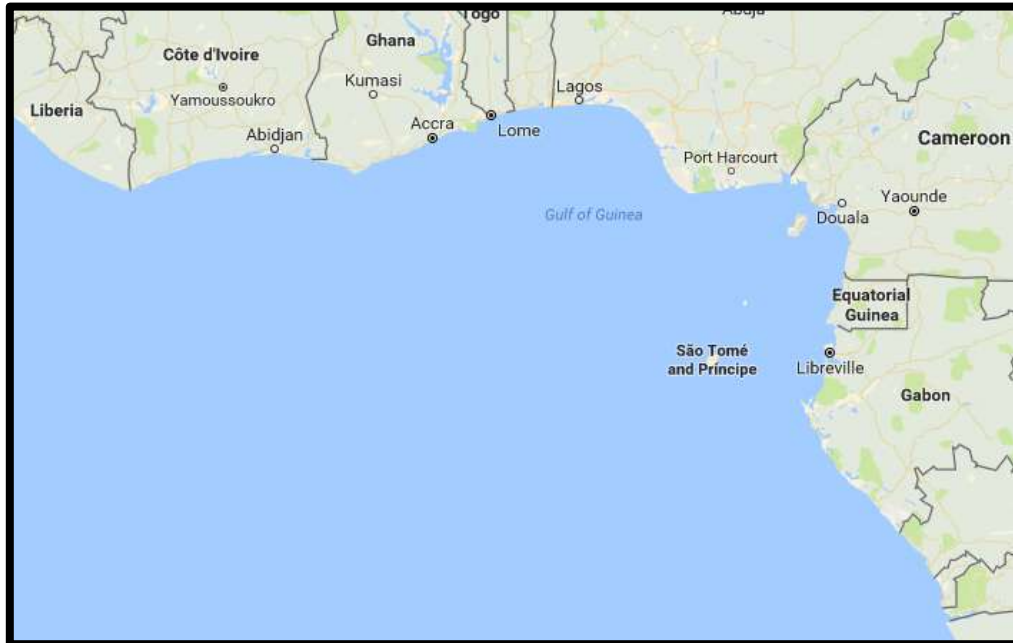 Togo
Abuja
Ghana
Côte d'Ivoire
Kumasi
Lagos
Yamoussoukro
Liberia
Accra
Lome
Abidjan
Cameroon
Port Harcourt
Yaounde
Gulf of Guinea
Douala
Equatorial
Guinea
São Tomé
and Príncipe
Libreville
Gabon